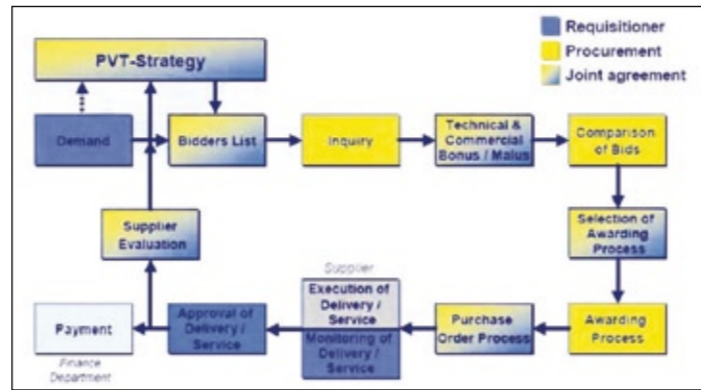 Requisitioner
Procurement
Joint agreement
PVT-Strategy
Demand
Bidders List
Inquiry
Technical &
Commercial
Bonus / Malus
Comparison
of Bids
Supplier
Evaluation
Selection of
Awarding
Process
Supplier
Execution of
Delivery /
Service
Monitoring of
Delivery /
Service
Payment
Finance
Department
Approval of
Delivery /
Service
Purchase
Order Process
Awarding
Process